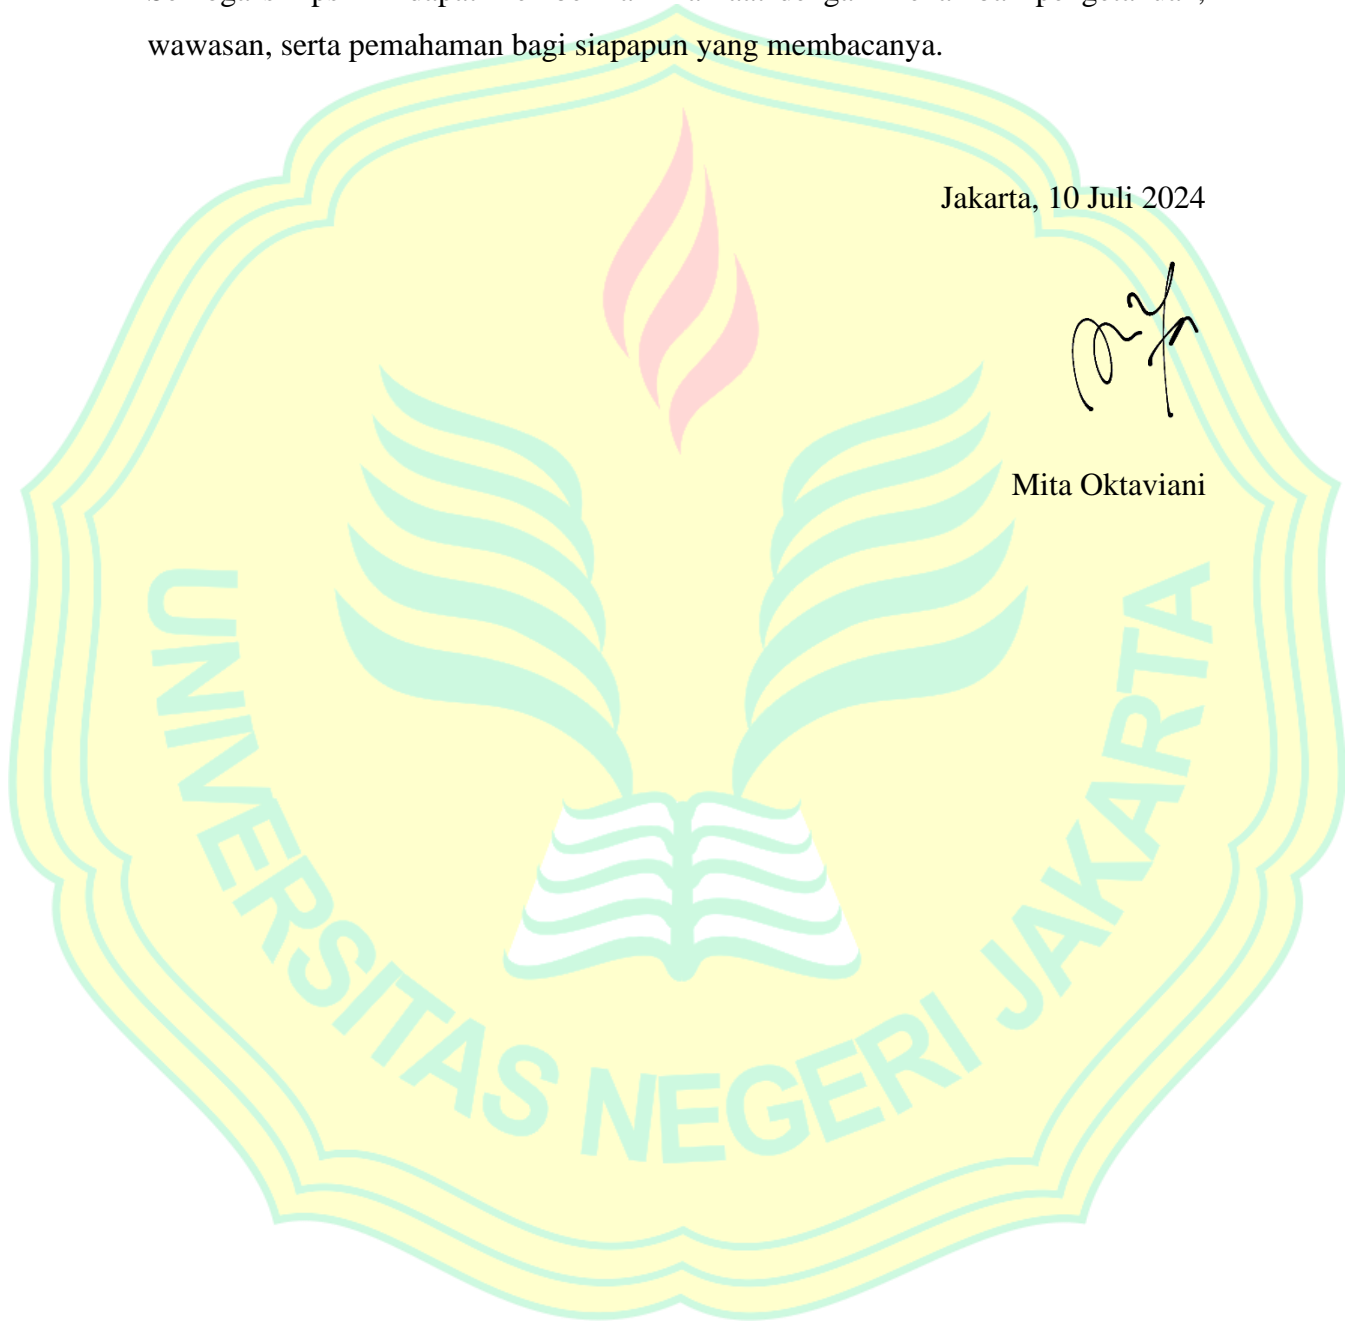 wawasan, serta pemahaman bagi siapapun yang membacanya.
Jakarta, 10 Juli 2024
Mita Oktaviani
UNIVERSITAS NEGERI JAKARTA